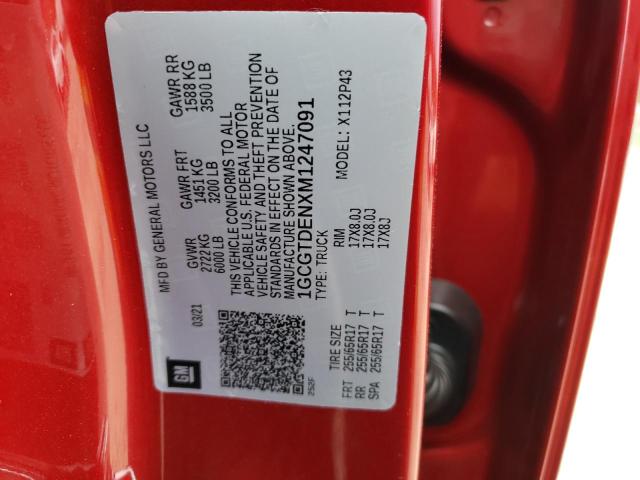 GM
MFD BY GENERAL MOTORS LLC
03/21
GVWR GAWR FRT GAWR RR
2722 KG 1451 KG 1588 KG
6000 LB 3200 LB 3500 LB
THIS VEHICLE CONFORMS TO ALL
APPLICABLE U.S. FEDERAL MOTOR
VEHICLE SAFETY AND THEFT PREVENTION
STANDARDS IN EFFECT ON THE DATE OF
MANUFACTURE SHOWN ABOVE.
1GCGTDENXM1247091
TYPE: TRUCK MODEL: X112P43
252F
TIRE SIZE RIM
FRT 255/65R17 T 17X8.0J
RR 255/65R17 T 17X8.0J
SPA 255/65R17 T 17X8J